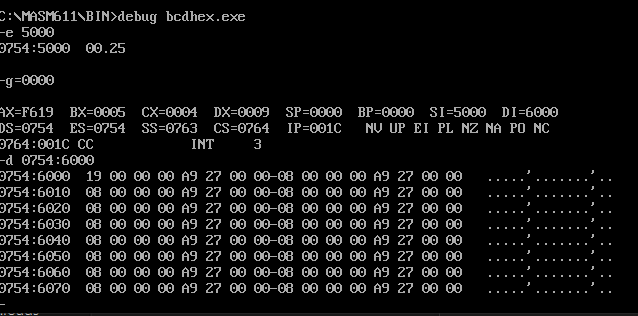 C:\MASM611\BIN>debug bcdhex.exe
-e 5000
0754:5000  00.25

-g=0000

AX=F619  BX=0005  CX=0004  DX=0009  SP=0000  BP=0000  SI=5000  DI=6000
DS=0754  ES=0754  SS=0763  CS=0764  IP=001C   NV UP EI PL NZ NA PO NC
0764:001C CC            INT     3
-d 0754:6000
0754:6000  19 00 00 00 A9 27 00 00-08 00 00 00 A9 27 00 00   .....'.......'..
0754:6010  08 00 00 00 A9 27 00 00-08 00 00 00 A9 27 00 00   .....'.......'..
0754:6020  08 00 00 00 A9 27 00 00-08 00 00 00 A9 27 00 00   .....'.......'..
0754:6030  08 00 00 00 A9 27 00 00-08 00 00 00 A9 27 00 00   .....'.......'..
0754:6040  08 00 00 00 A9 27 00 00-08 00 00 00 A9 27 00 00   .....'.......'..
0754:6050  08 00 00 00 A9 27 00 00-08 00 00 00 A9 27 00 00   .....'.......'..
0754:6060  08 00 00 00 A9 27 00 00-08 00 00 00 A9 27 00 00   .....'.......'..
0754:6070  08 00 00 00 A9 27 00 00-08 00 00 00 A9 27 00 00   .....'.......'..
-